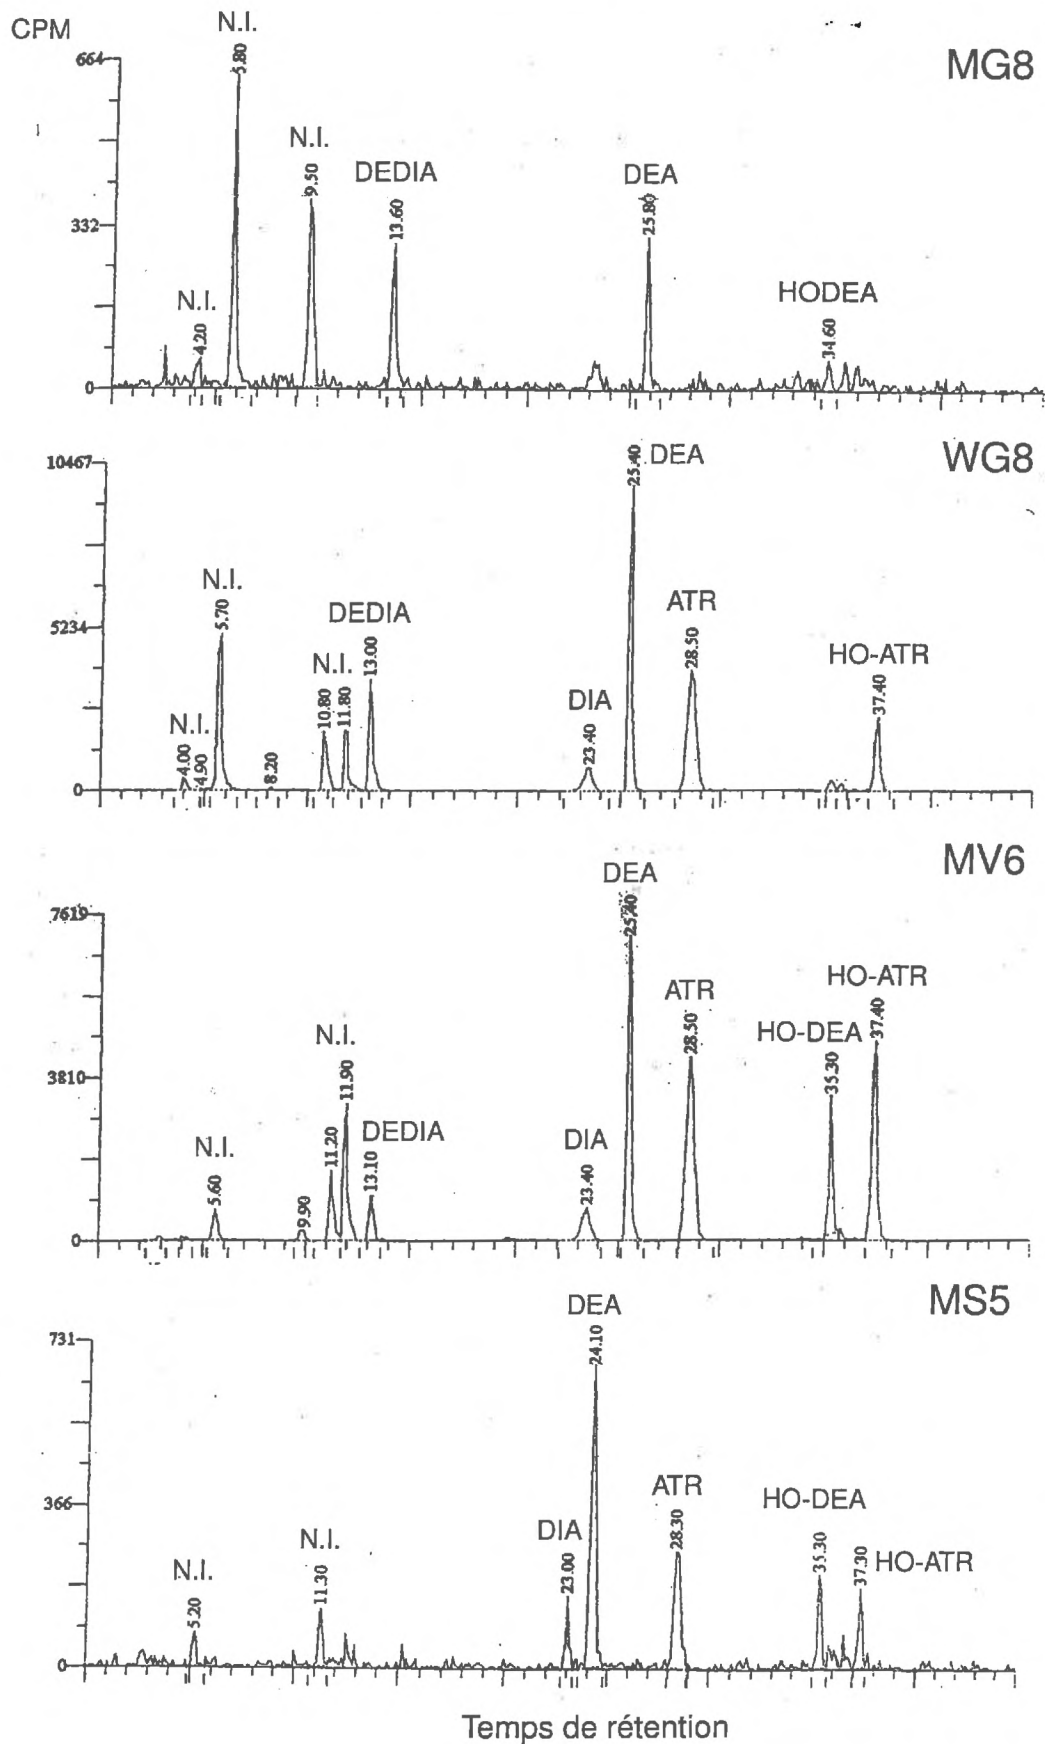 CPM
MG8
664
332
0
N.I.
4.20
N.I.
5.80
N.I.
9.50
DEDIA
13.60
DEA
25.80
HODEA
34.60
WG8
10467
5234
0
N.I.
4.00
4.90
N.I.
5.70
8.20
N.I.
10.80
11.80
DEDIA
13.00
DIA
23.40
DEA
25.40
ATR
28.50
HO-ATR
37.40
MV6
7619
3810
0
N.I.
5.60
9.90
N.I.
11.20
11.90
DEDIA
13.10
DIA
23.40
DEA
25.40
ATR
28.50
HO-DEA
35.30
HO-ATR
37.40
MS5
731
366
0
N.I.
5.20
N.I.
11.30
DIA
23.00
DEA
24.10
ATR
28.30
HO-DEA
35.30
HO-ATR
37.30
Temps de rétention